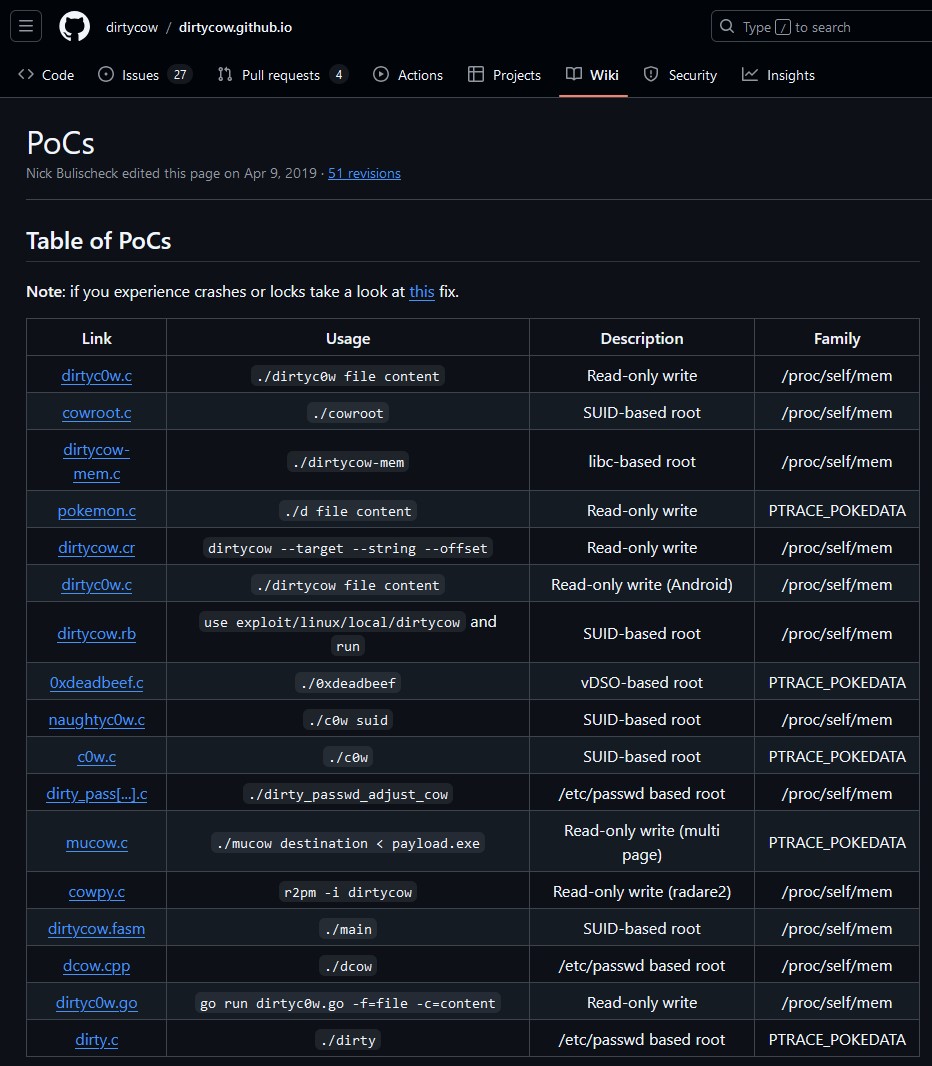 dirtycow / dirtycow.github.io
Type / to search
Code Issues 27 Pull requests 4 Actions Projects Wiki Security Insights
PoCs
Nick Bulischeck edited this page on Apr 9, 2019 · 51 revisions
Table of PoCs
Note: if you experience crashes or locks take a look at this fix.
Link Usage Description Family
dirtyc0w.c ./dirtyc0w file content Read-only write /proc/self/mem
cowroot.c ./cowroot SUID-based root /proc/self/mem
dirtycow-
mem.c ./dirtycow-mem libc-based root /proc/self/mem
pokemon.c ./d file content Read-only write PTRACE_POKEDATA
dirtycow.cr dirtycow --target --string --offset Read-only write /proc/self/mem
dirtyc0w.c ./dirtycow file content Read-only write (Android) /proc/self/mem
dirtycow.rb use exploit/linux/local/dirtycow and
run SUID-based root /proc/self/mem
0xdeadbeef.c ./0xdeadbeef vDSO-based root PTRACE_POKEDATA
naughtyc0w.c ./c0w suid SUID-based root /proc/self/mem
c0w.c ./c0w SUID-based root PTRACE_POKEDATA
dirty_pass[...].c ./dirty_passwd_adjust_cow /etc/passwd based root /proc/self/mem
mucow.c ./mucow destination < payload.exe Read-only write (multi
page) PTRACE_POKEDATA
cowpy.c r2pm -i dirtycow Read-only write (radare2) /proc/self/mem
dirtycow.fasm ./main SUID-based root /proc/self/mem
dcow.cpp ./dcow /etc/passwd based root /proc/self/mem
dirtyc0w.go go run dirtyc0w.go -f=file -c=content Read-only write /proc/self/mem
dirty.c ./dirty /etc/passwd based root PTRACE_POKEDATA